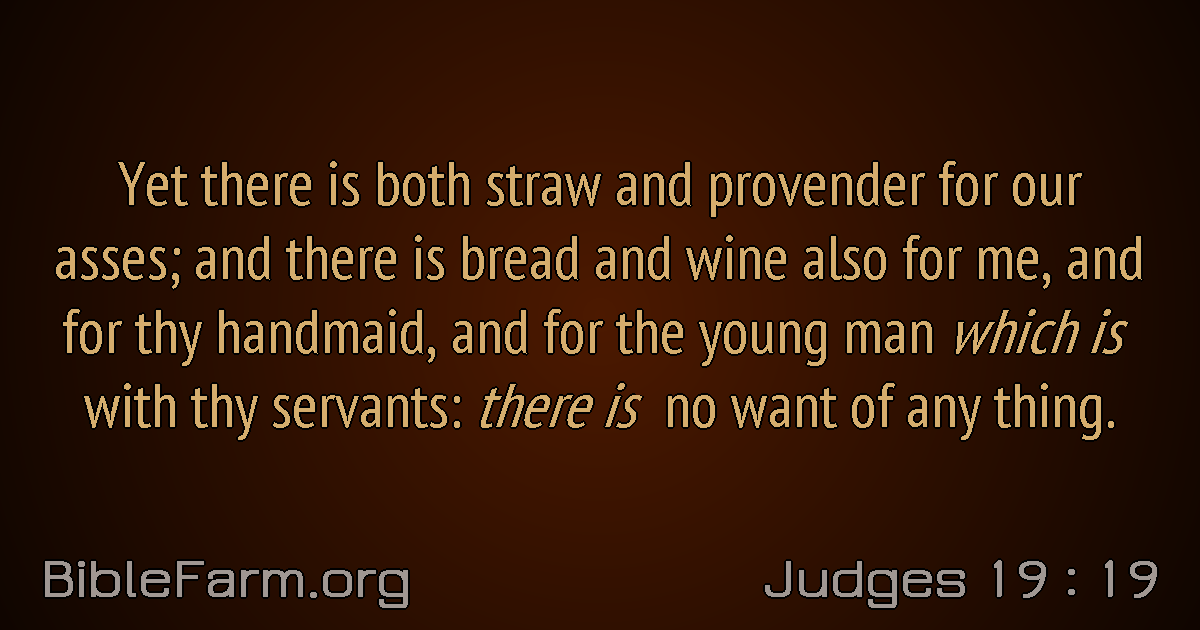 Yet there is both straw and provender for our
asses; and there is bread and wine also for me, and
for thy handmaid, and for the young man which is
with thy servants: there is no want of any thing.
BibleFarm.org
Judges 19 : 19